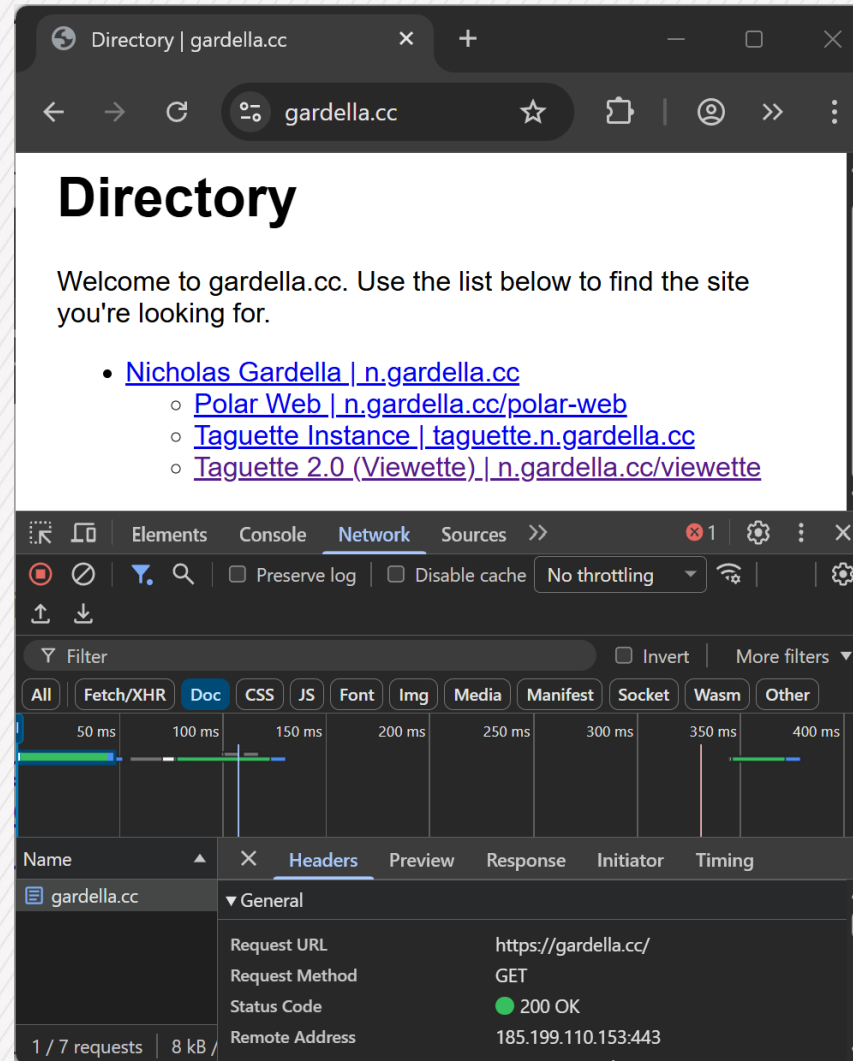 Directory | gardella.cc
gardella.cc
Directory
Welcome to gardella.cc. Use the list below to find the site
you're looking for.
Nicholas Gardella | n.gardella.cc
Polar Web | n.gardella.cc/polar-web
Taguette Instance | taguette.n.gardella.cc
Taguette 2.0 (Viewette) | n.gardella.cc/viewette
Elements Console Network Sources 1
Preserve log Disable cache No throttling
Filter Invert More filters
All Fetch/XHR Doc CSS JS Font Img Media Manifest Socket Wasm Other
50 ms 100 ms 150 ms 200 ms 250 ms 300 ms 350 ms 400 ms
Name Headers Preview Response Initiator Timing
gardella.cc General
Request URL https://gardella.cc/
Request Method GET
Status Code 200 OK
Remote Address 185.199.110.153:443
1 / 7 requests 8 kB /